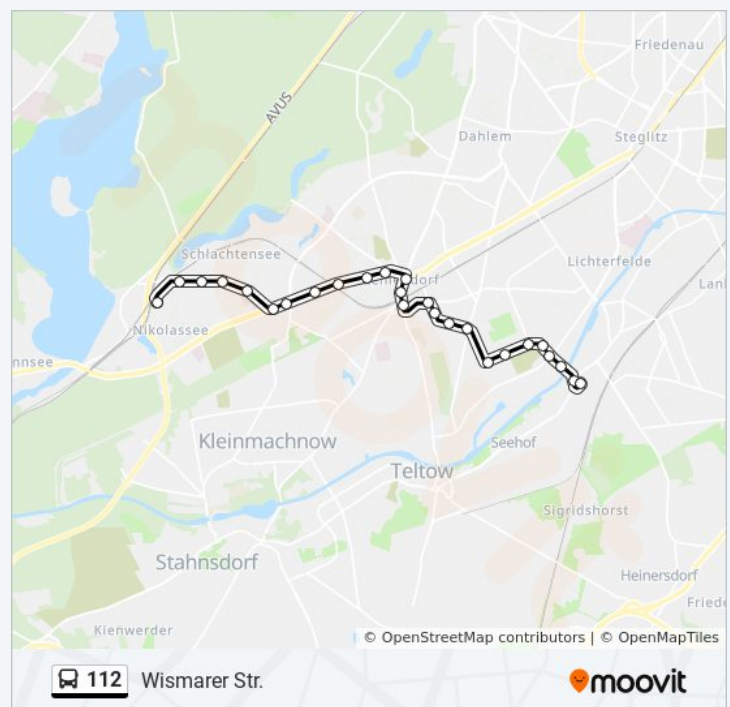 Friedenau
AVUS
Dahlem
Steglitz
Schlachtensee
Lichterfelde
Nikolassee
nnsee
Kleinmachnow
Seehof
Teltow
Sigridshorst
Stahnsdorf
Heinersdorf
Friede
Kienwerder
© OpenStreetMap contributors | © OpenMapTiles
112 Wismarer Str.
moovit